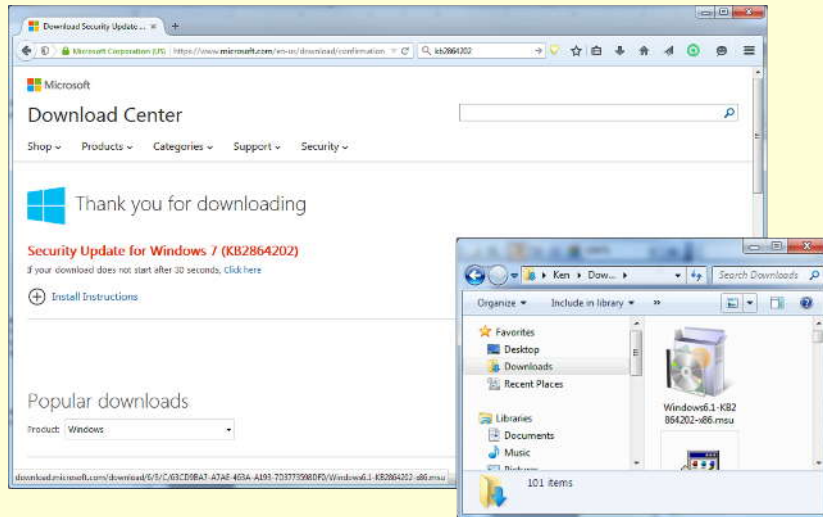 Download Security Update ...
Microsoft Corporation (US)
https://www.microsoft.com/en-us/download/confirmation
kb2864202
Microsoft
Download Center
Shop Products Categories Support Security
Thank you for downloading
Security Update for Windows 7 (KB2864202)
If your download does not start after 30 seconds, Click here
Install Instructions
Popular downloads
Product: Windows
Ken Dow...
Search Downloads
Organize Include in library »
Favorites
Desktop
Downloads
Recent Places
Libraries
Documents
Music
Windows6.1-KB2
864202-x86.msu
101 items